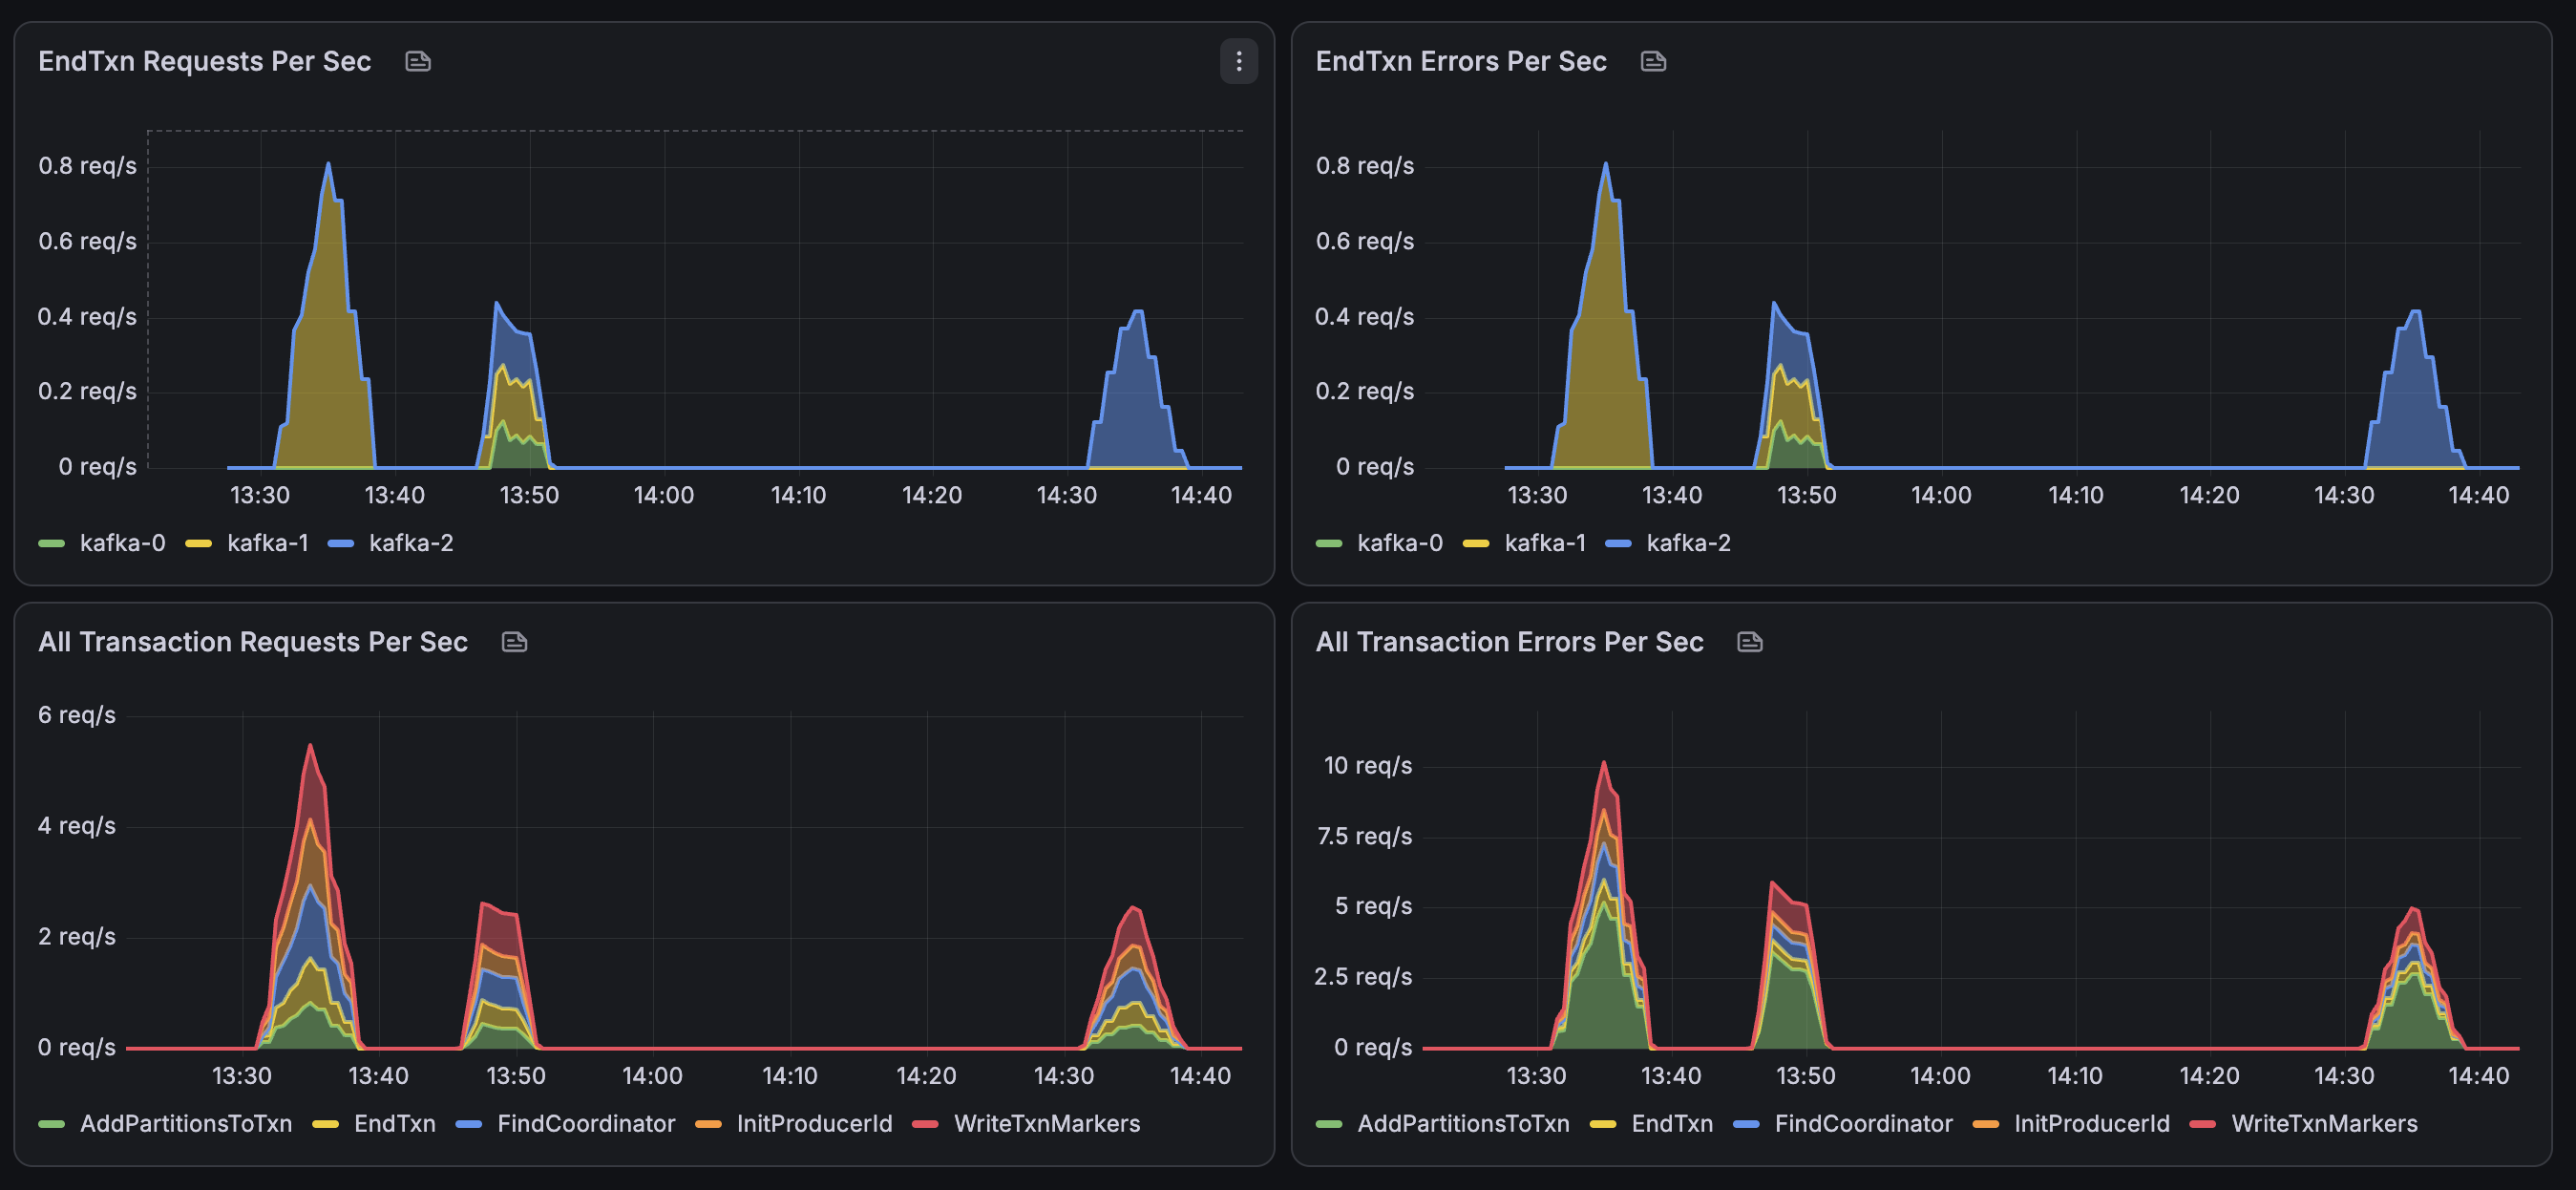 EndTxn Requests Per Sec
0.8 req/s
0.6 req/s
0.4 req/s
0.2 req/s
0 req/s
13:30 13:40 13:50 14:00 14:10 14:20 14:30 14:40
kafka-0 kafka-1 kafka-2
EndTxn Errors Per Sec
0.8 req/s
0.6 req/s
0.4 req/s
0.2 req/s
0 req/s
13:30 13:40 13:50 14:00 14:10 14:20 14:30 14:40
kafka-0 kafka-1 kafka-2
All Transaction Requests Per Sec
6 req/s
4 req/s
2 req/s
0 req/s
13:30 13:40 13:50 14:00 14:10 14:20 14:30 14:40
AddPartitionsToTxn EndTxn FindCoordinator InitProducerId WriteTxnMarkers
All Transaction Errors Per Sec
10 req/s
7.5 req/s
5 req/s
2.5 req/s
0 req/s
13:30 13:40 13:50 14:00 14:10 14:20 14:30 14:40
AddPartitionsToTxn EndTxn FindCoordinator InitProducerId WriteTxnMarkers